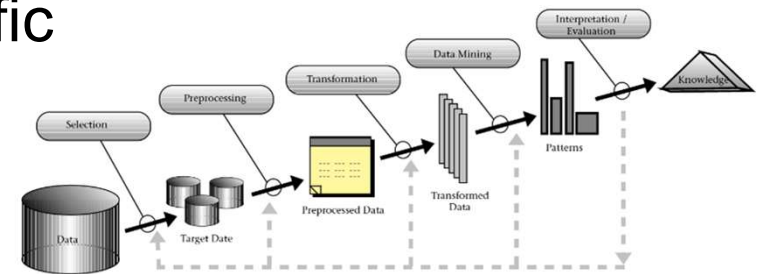 fic
Interpretation /
Evaluation
Data Mining
Transformation
Preprocessing
Selection
Knowledge
Patterns
Transformed
Data
Preprocessed Data
Target Date
Data